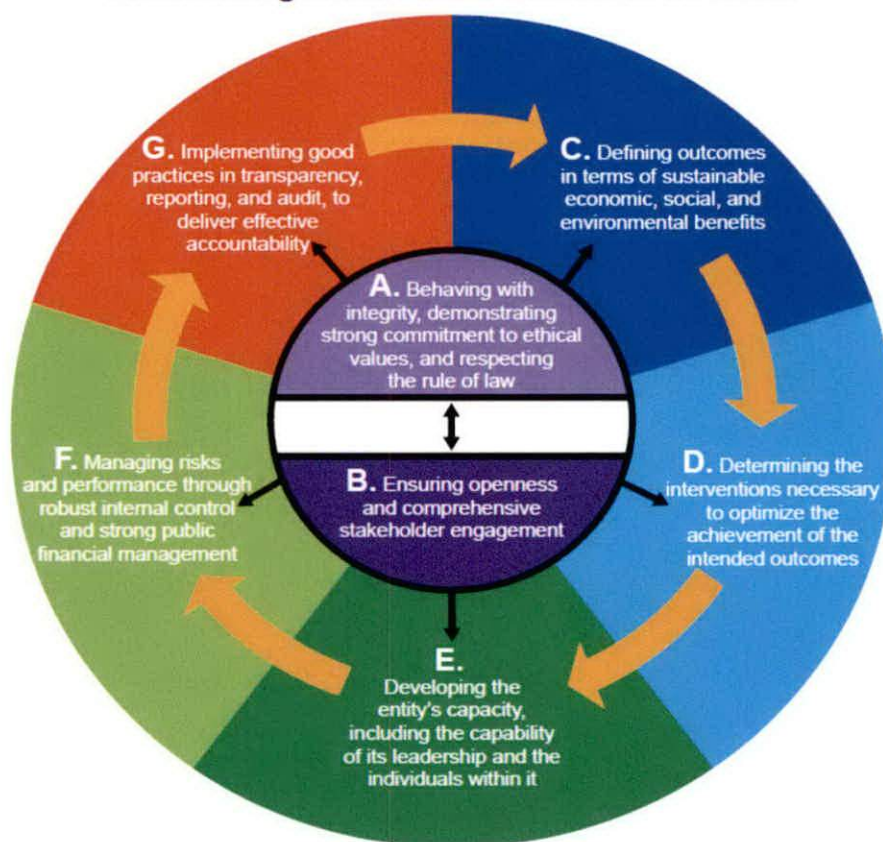 A. Behaving with
integrity, demonstrating
strong commitment to ethical
values, and respecting
the rule of law
B. Ensuring openness
and comprehensive
stakeholder engagement
C. Defining outcomes
in terms of sustainable
economic, social, and
environmental benefits
D. Determining the
interventions necessary
to optimize the
achievement of the
intended outcomes
E.
Developing the
entity's capacity,
including the capability
of its leadership and the
individuals within it
F. Managing risks
and performance through
robust internal control
and strong public
financial management
G. Implementing good
practices in transparency,
reporting, and audit, to
deliver effective
accountability